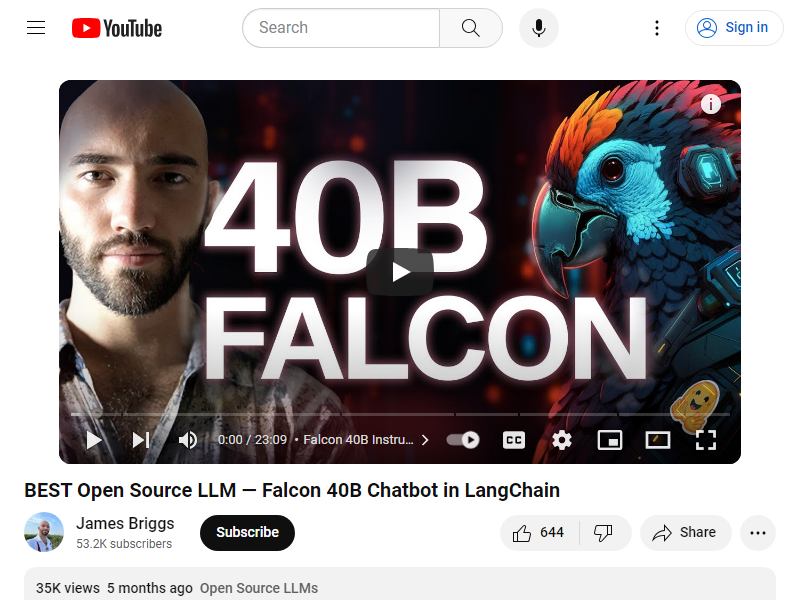 YouTube
Search
Sign in
40B
FALCON
0:00 / 23:09 • Falcon 40B Instru...
CC
BEST Open Source LLM — Falcon 40B Chatbot in LangChain
James Briggs
53.2K subscribers
Subscribe
644
Share
35K views 5 months ago Open Source LLMs